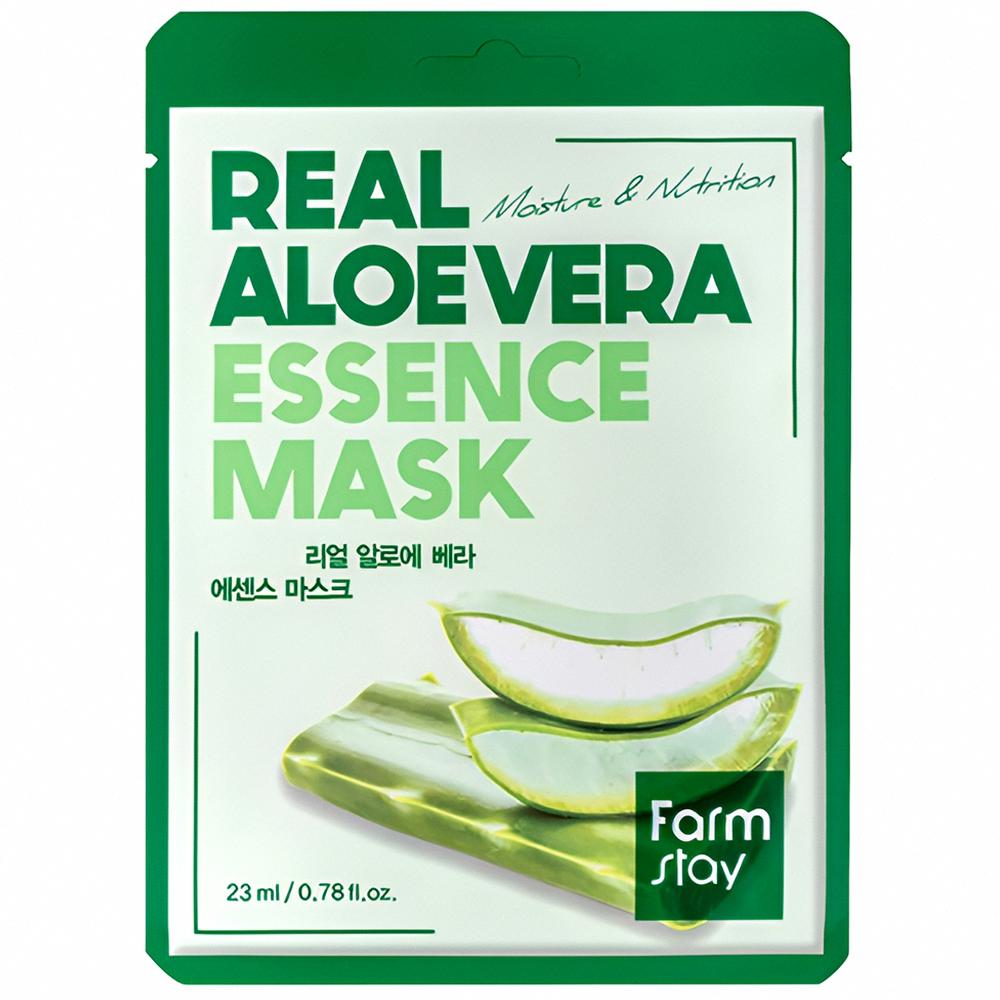 REAL
Moisture & Nutrition
ALOE VERA
ESSENCE
MASK
리얼 알로에 베라
에센스 마스크
23 ml / 0.78 fl.oz.
Farm
stay